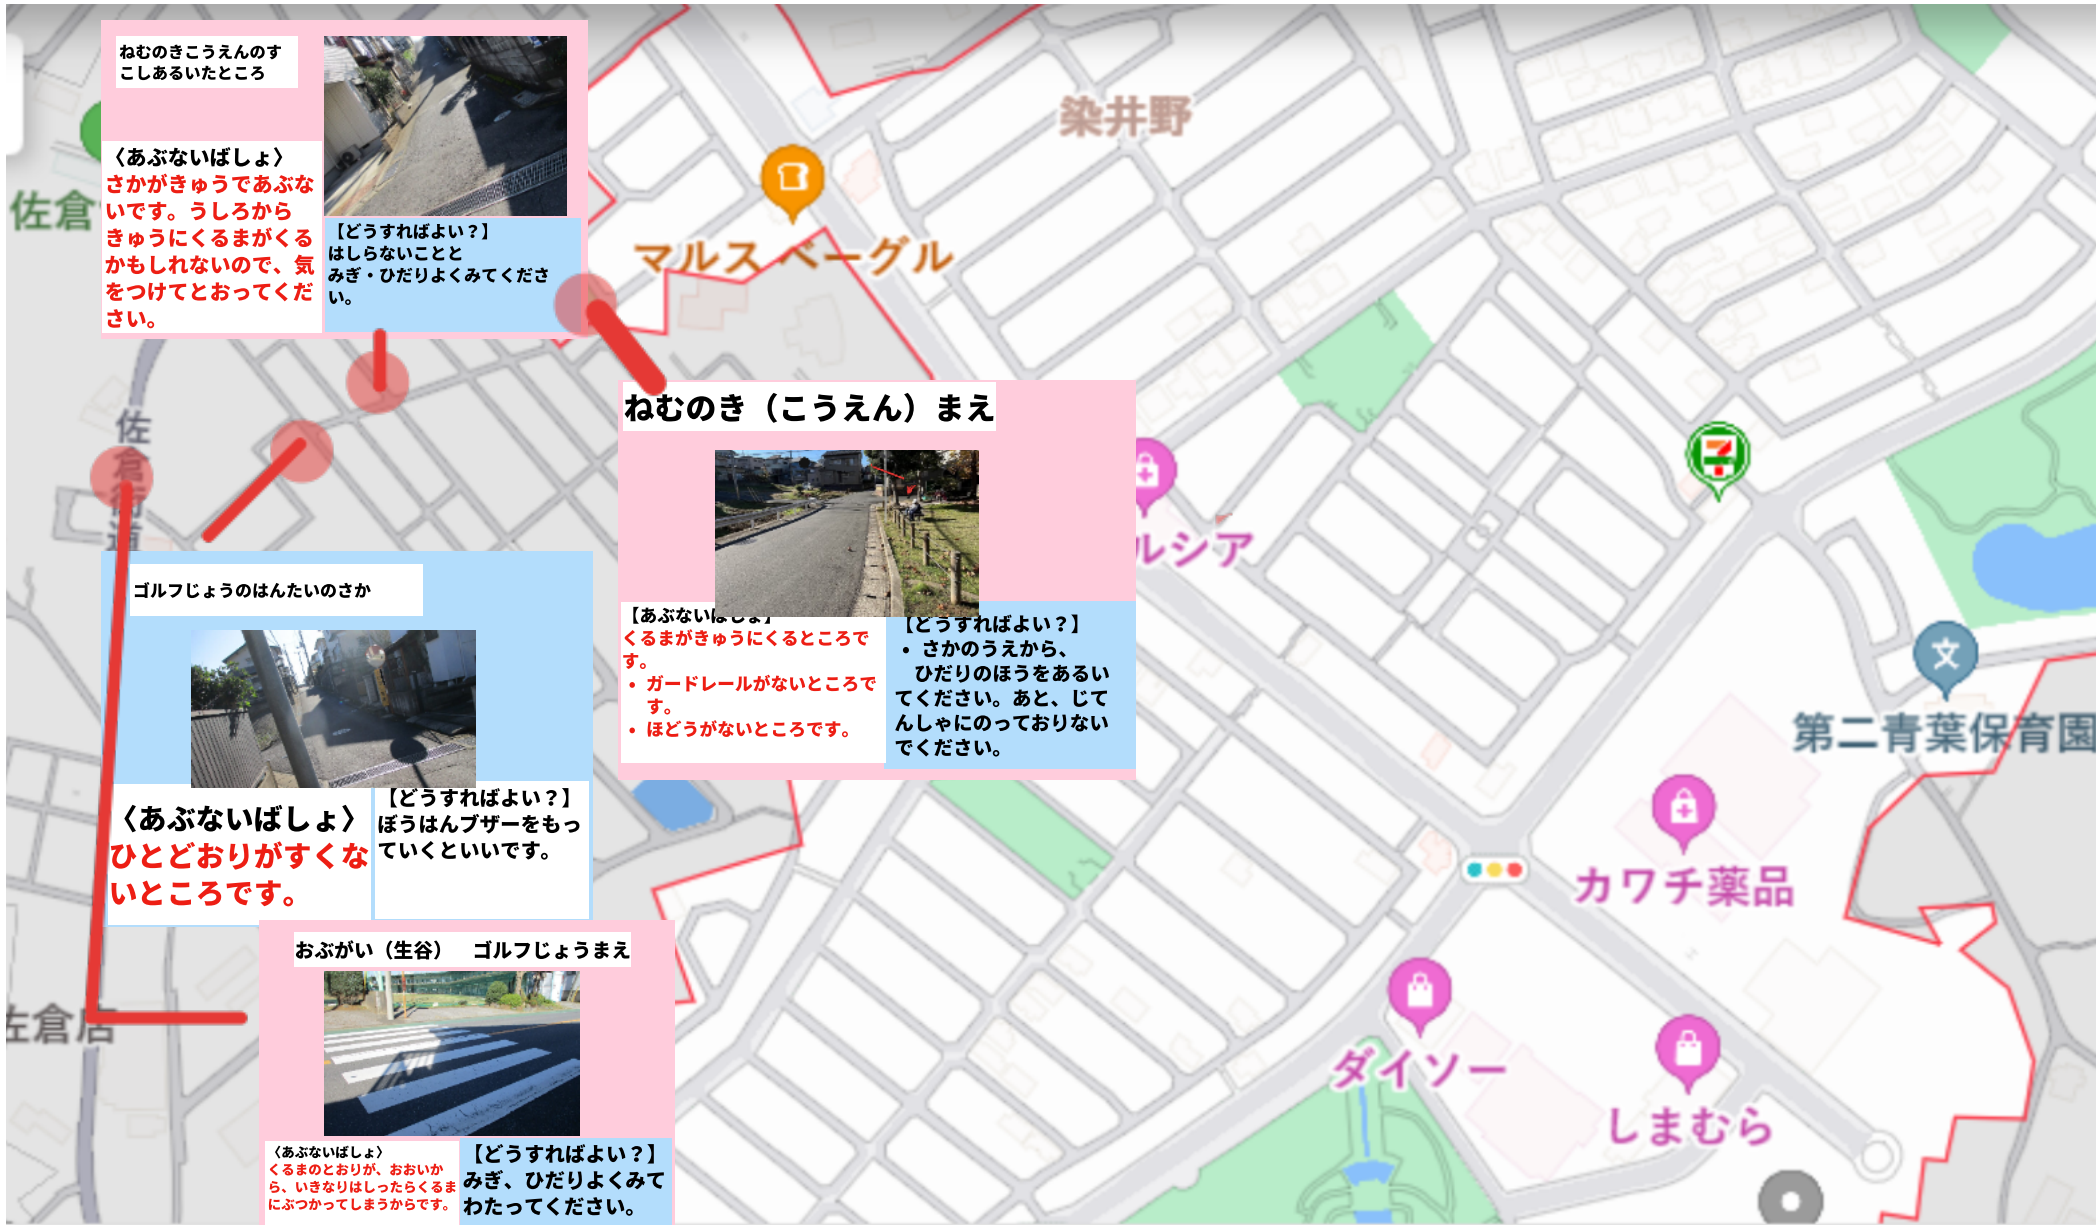 ねむのきこうえんのす
こしあるいたところ
〈あぶないばしょ〉
さかがきゅうであぶな
いです。うしろから
きゅうにくるまがくる
かもしれないので、気
をつけてとおってくだ
さい。
【どうすればよい？】
はしらないことと
みぎ・ひだりよくみてくださ
い。
佐倉
染井野
マルス ベーグル
佐倉街道
ねむのき（こうえん）まえ
【あぶないばしょ】
くるまがきゅうにくるところで
す。
• ガードレールがないところで
す。
• ほどうがないところです。
【どうすればよい？】
• さかのうえから、
ひだりのほうをあるい
てください。あと、じて
んしゃにのっておりない
でください。
ルシア
文
第二青葉保育園
カワチ薬品
ダイソー
しまむら
ゴルフじょうのはんたいのさか
〈あぶないばしょ〉
ひとどおりがすくな
いところです。
【どうすればよい？】
ぼうはんブザーをもっ
ていくといいです。
佐倉店
おぶがい（生谷）　ゴルフじょうまえ
〈あぶないばしょ〉
くるまのとおりが、おおいか
ら、いきなりはしったらくるま
にぶつかってしまうからです。
【どうすればよい？】
みぎ、ひだりよくみて
わたってください。